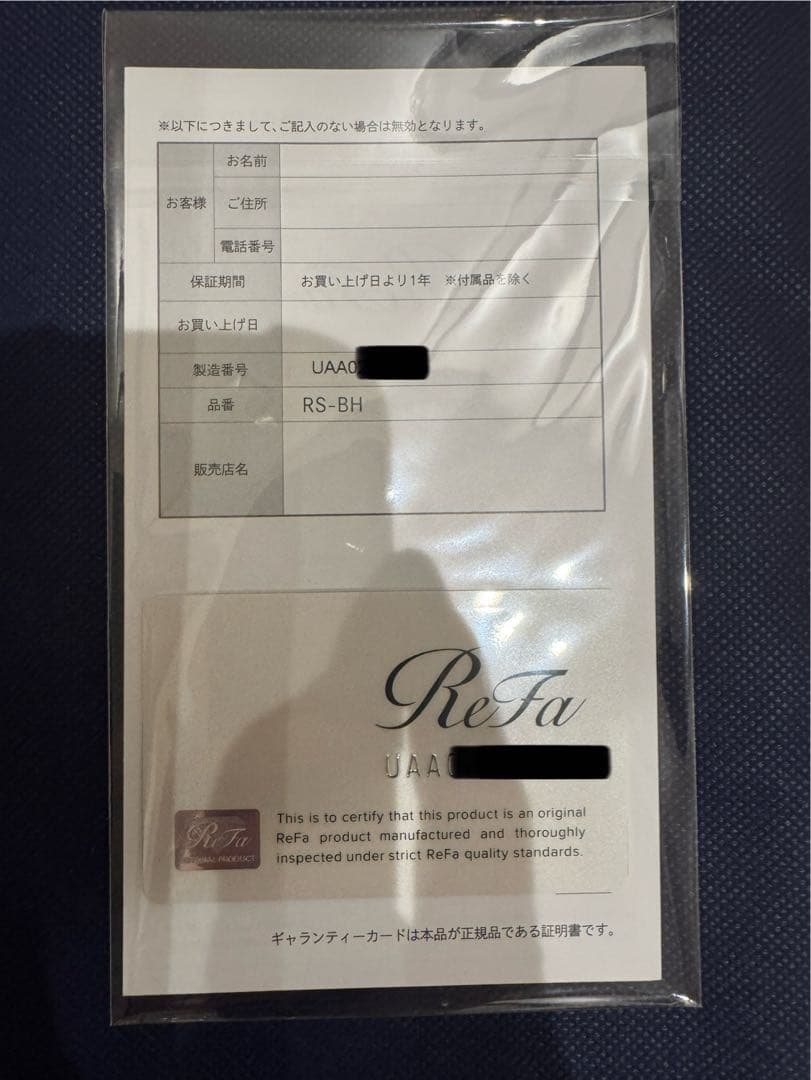 ※以下につきまして、ご記入のない場合は無効となります。
お客様
お名前
ご住所
電話番号
保証期間 お買い上げ日より1年 ※付属品を除く
お買い上げ日
製造番号 UAA0
品番 RS-BH
販売店名
ReFa
UAA0
This is to certify that this product is an original
ReFa product manufactured and thoroughly
inspected under strict ReFa quality standards.
ReFa
ORIGINAL PRODUCT
ギャランティーカードは本品が正規品である証明書です。